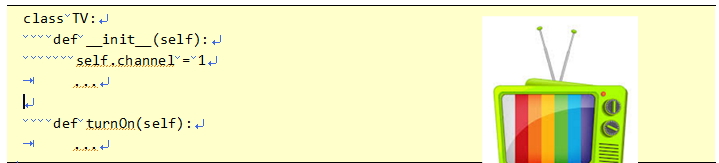 class TV:
    def __init__(self):
       self.channel = 1
	...

    def turnOn(self):
	...